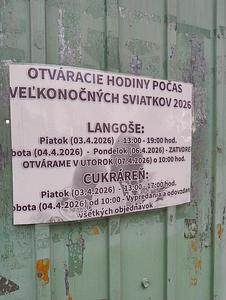 OTVÁRACIE HODINY POČAS
VEĽKONOČNÝCH SVIATKOV 2026
LANGOŠE:
Piatok (03.4.2026) - 13:00 - 19:00 hod.
obota (04.4.2026) - Pondelok (06.4.2026) - ZATVORE
OTVÁRAME V UTOROK (07.4.2026) o 10:00 hod.
CUKRÁREŇ:
Piatok (03.4.2026) - 13:00 - 17:00 hod.
obota (04.4.2026) od 10:00 - Vypredania a odovzdan
všetkých objednávok